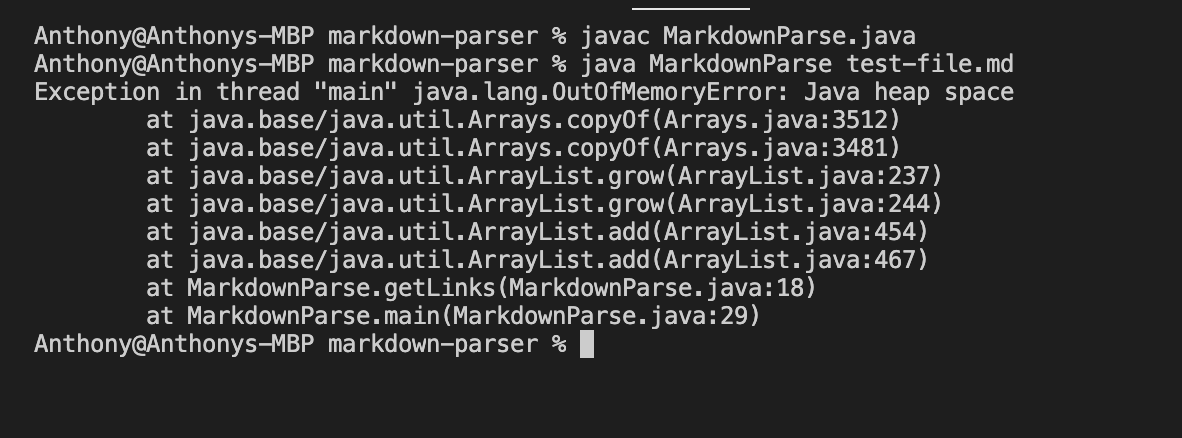 Anthony@Anthonys-MBP markdown-parser % javac MarkdownParse.java
Anthony@Anthonys-MBP markdown-parser % java MarkdownParse test-file.md
Exception in thread "main" java.lang.OutOfMemoryError: Java heap space
        at java.base/java.util.Arrays.copyOf(Arrays.java:3512)
        at java.base/java.util.Arrays.copyOf(Arrays.java:3481)
        at java.base/java.util.ArrayList.grow(ArrayList.java:237)
        at java.base/java.util.ArrayList.grow(ArrayList.java:244)
        at java.base/java.util.ArrayList.add(ArrayList.java:454)
        at java.base/java.util.ArrayList.add(ArrayList.java:467)
        at MarkdownParse.getLinks(MarkdownParse.java:18)
        at MarkdownParse.main(MarkdownParse.java:29)
Anthony@Anthonys-MBP markdown-parser %